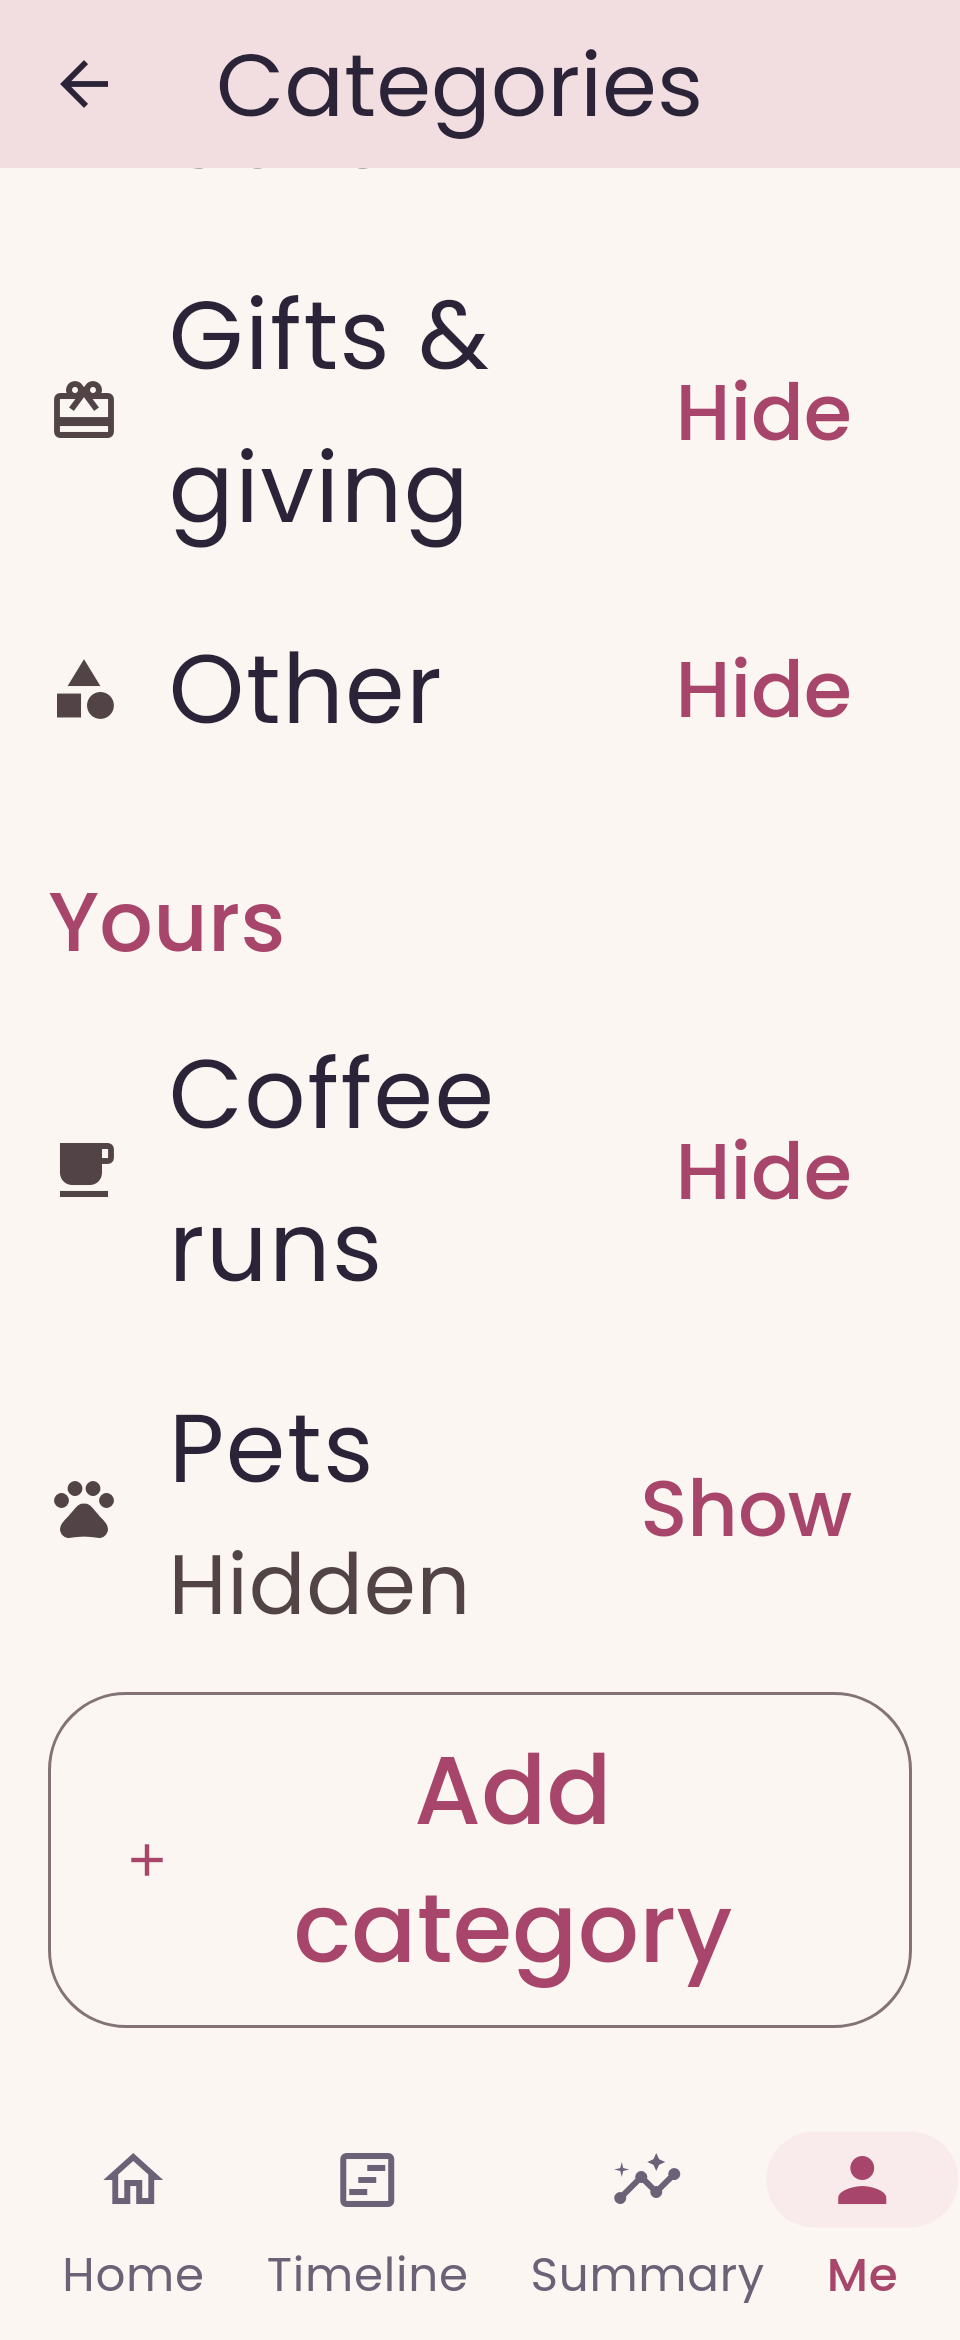 Categories
Gifts &
giving
Hide
Other
Hide
Yours
Coffee
runs
Hide
Pets
Hidden
Show
Add
category
Home
Timeline
Summary
Me